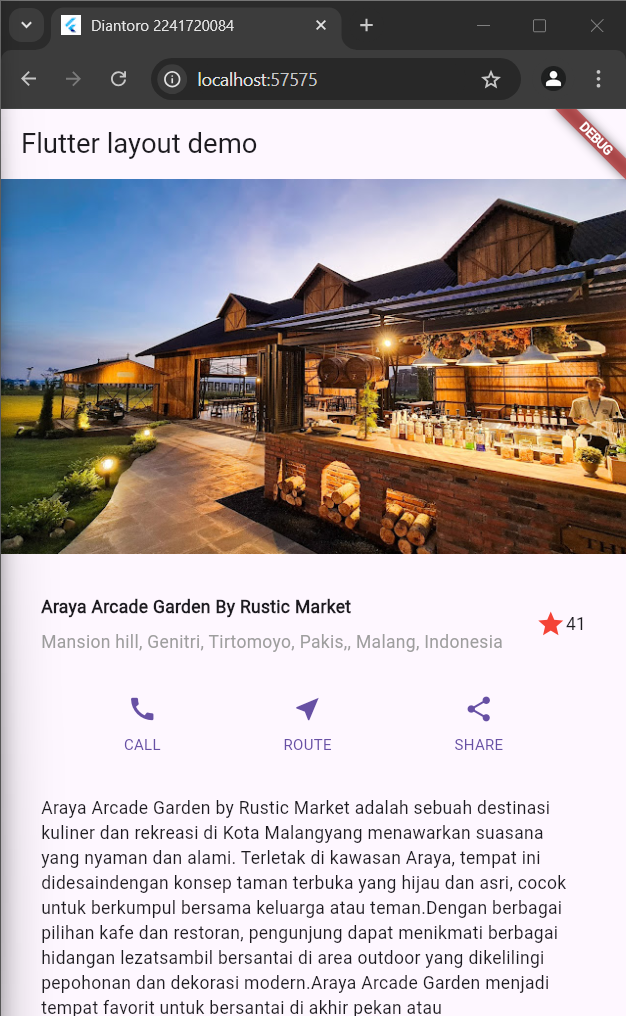 Diantoro 2241720084
localhost:57575
Flutter layout demo
DEBUG
Araya Arcade Garden By Rustic Market
41
Mansion hill, Genitri, Tirtomoyo, Pakis,, Malang, Indonesia
CALL
ROUTE
SHARE
Araya Arcade Garden by Rustic Market adalah sebuah destinasi
kuliner dan rekreasi di Kota Malangyang menawarkan suasana
yang nyaman dan alami. Terletak di kawasan Araya, tempat ini
didesaindengan konsep taman terbuka yang hijau dan asri, cocok
untuk berkumpul bersama keluarga atau teman.Dengan berbagai
pilihan kafe dan restoran, pengunjung dapat menikmati berbagai
hidangan lezatsambil bersantai di area outdoor yang dikelilingi
pepohonan dan dekorasi modern.Araya Arcade Garden menjadi
tempat favorit untuk bersantai di akhir pekan atau